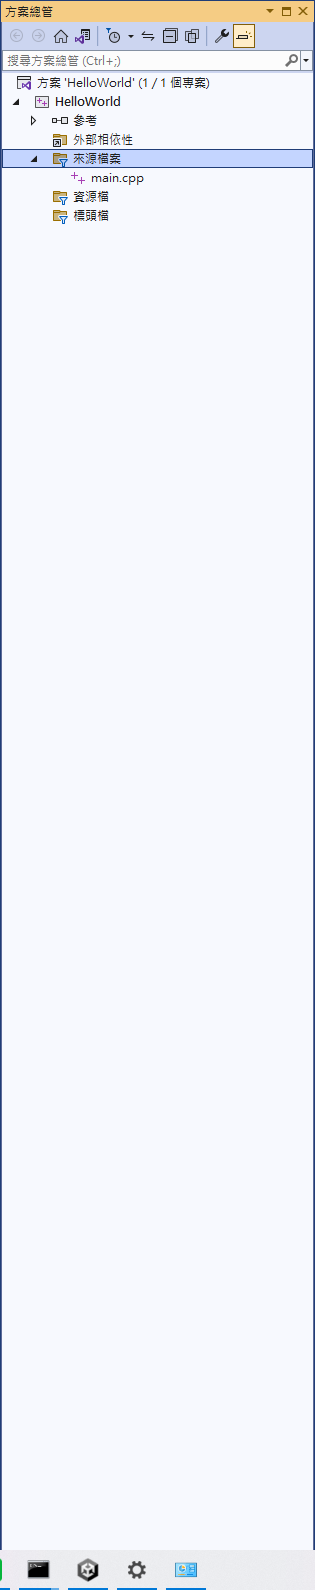 方案總管
搜尋方案總管 (Ctrl+;)
方案 'HelloWorld' (1 / 1 個專案)
HelloWorld
參考
外部相依性
來源檔案
main.cpp
資源檔
標頭檔